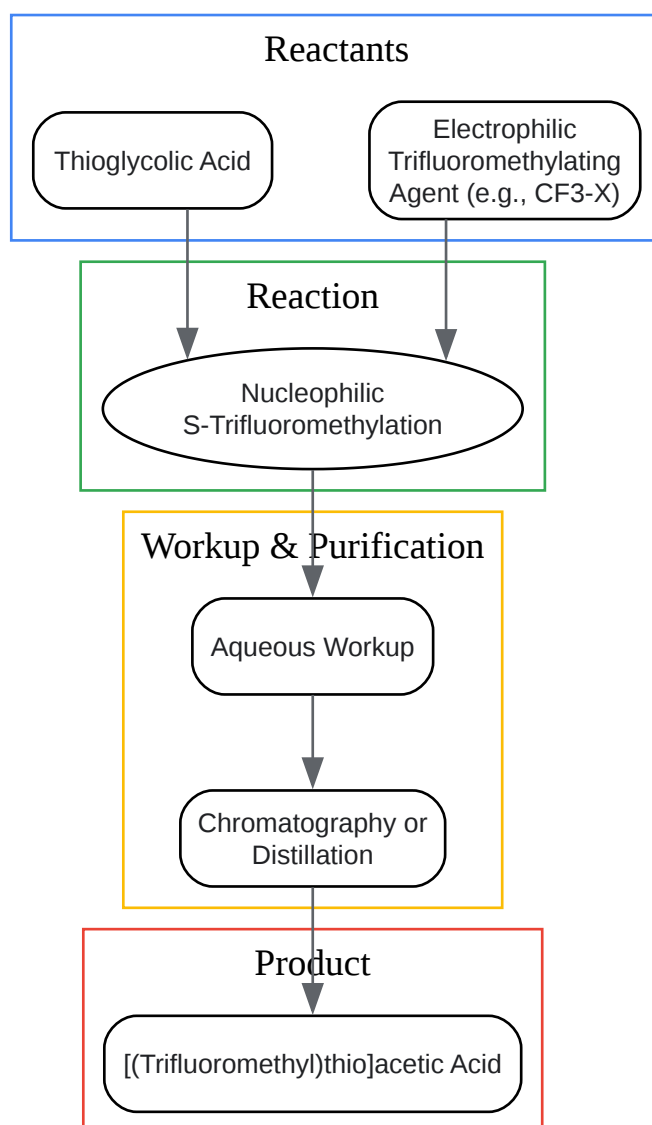 Reactants
Thioglycolic Acid
Electrophilic
Trifluoromethylating
Agent (e.g., CF3-X)
Reaction
Nucleophilic
S-Trifluoromethylation
Workup & Purification
Aqueous Workup
Chromatography or
Distillation
Product
[(Trifluoromethyl)thio]acetic Acid